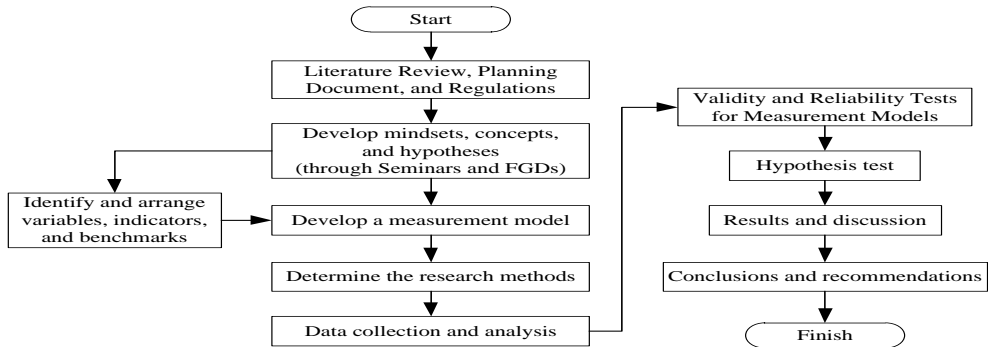 Start
Literature Review, Planning
Document, and Regulations
Develop mindsets, concepts,
and hypotheses
(through Seminars and FGDs)
Identify and arrange
variables, indicators,
and benchmarks
Develop a measurement model
Determine the research methods
Data collection and analysis
Validity and Reliability Tests
for Measurement Models
Hypothesis test
Results and discussion
Conclusions and recommendations
Finish